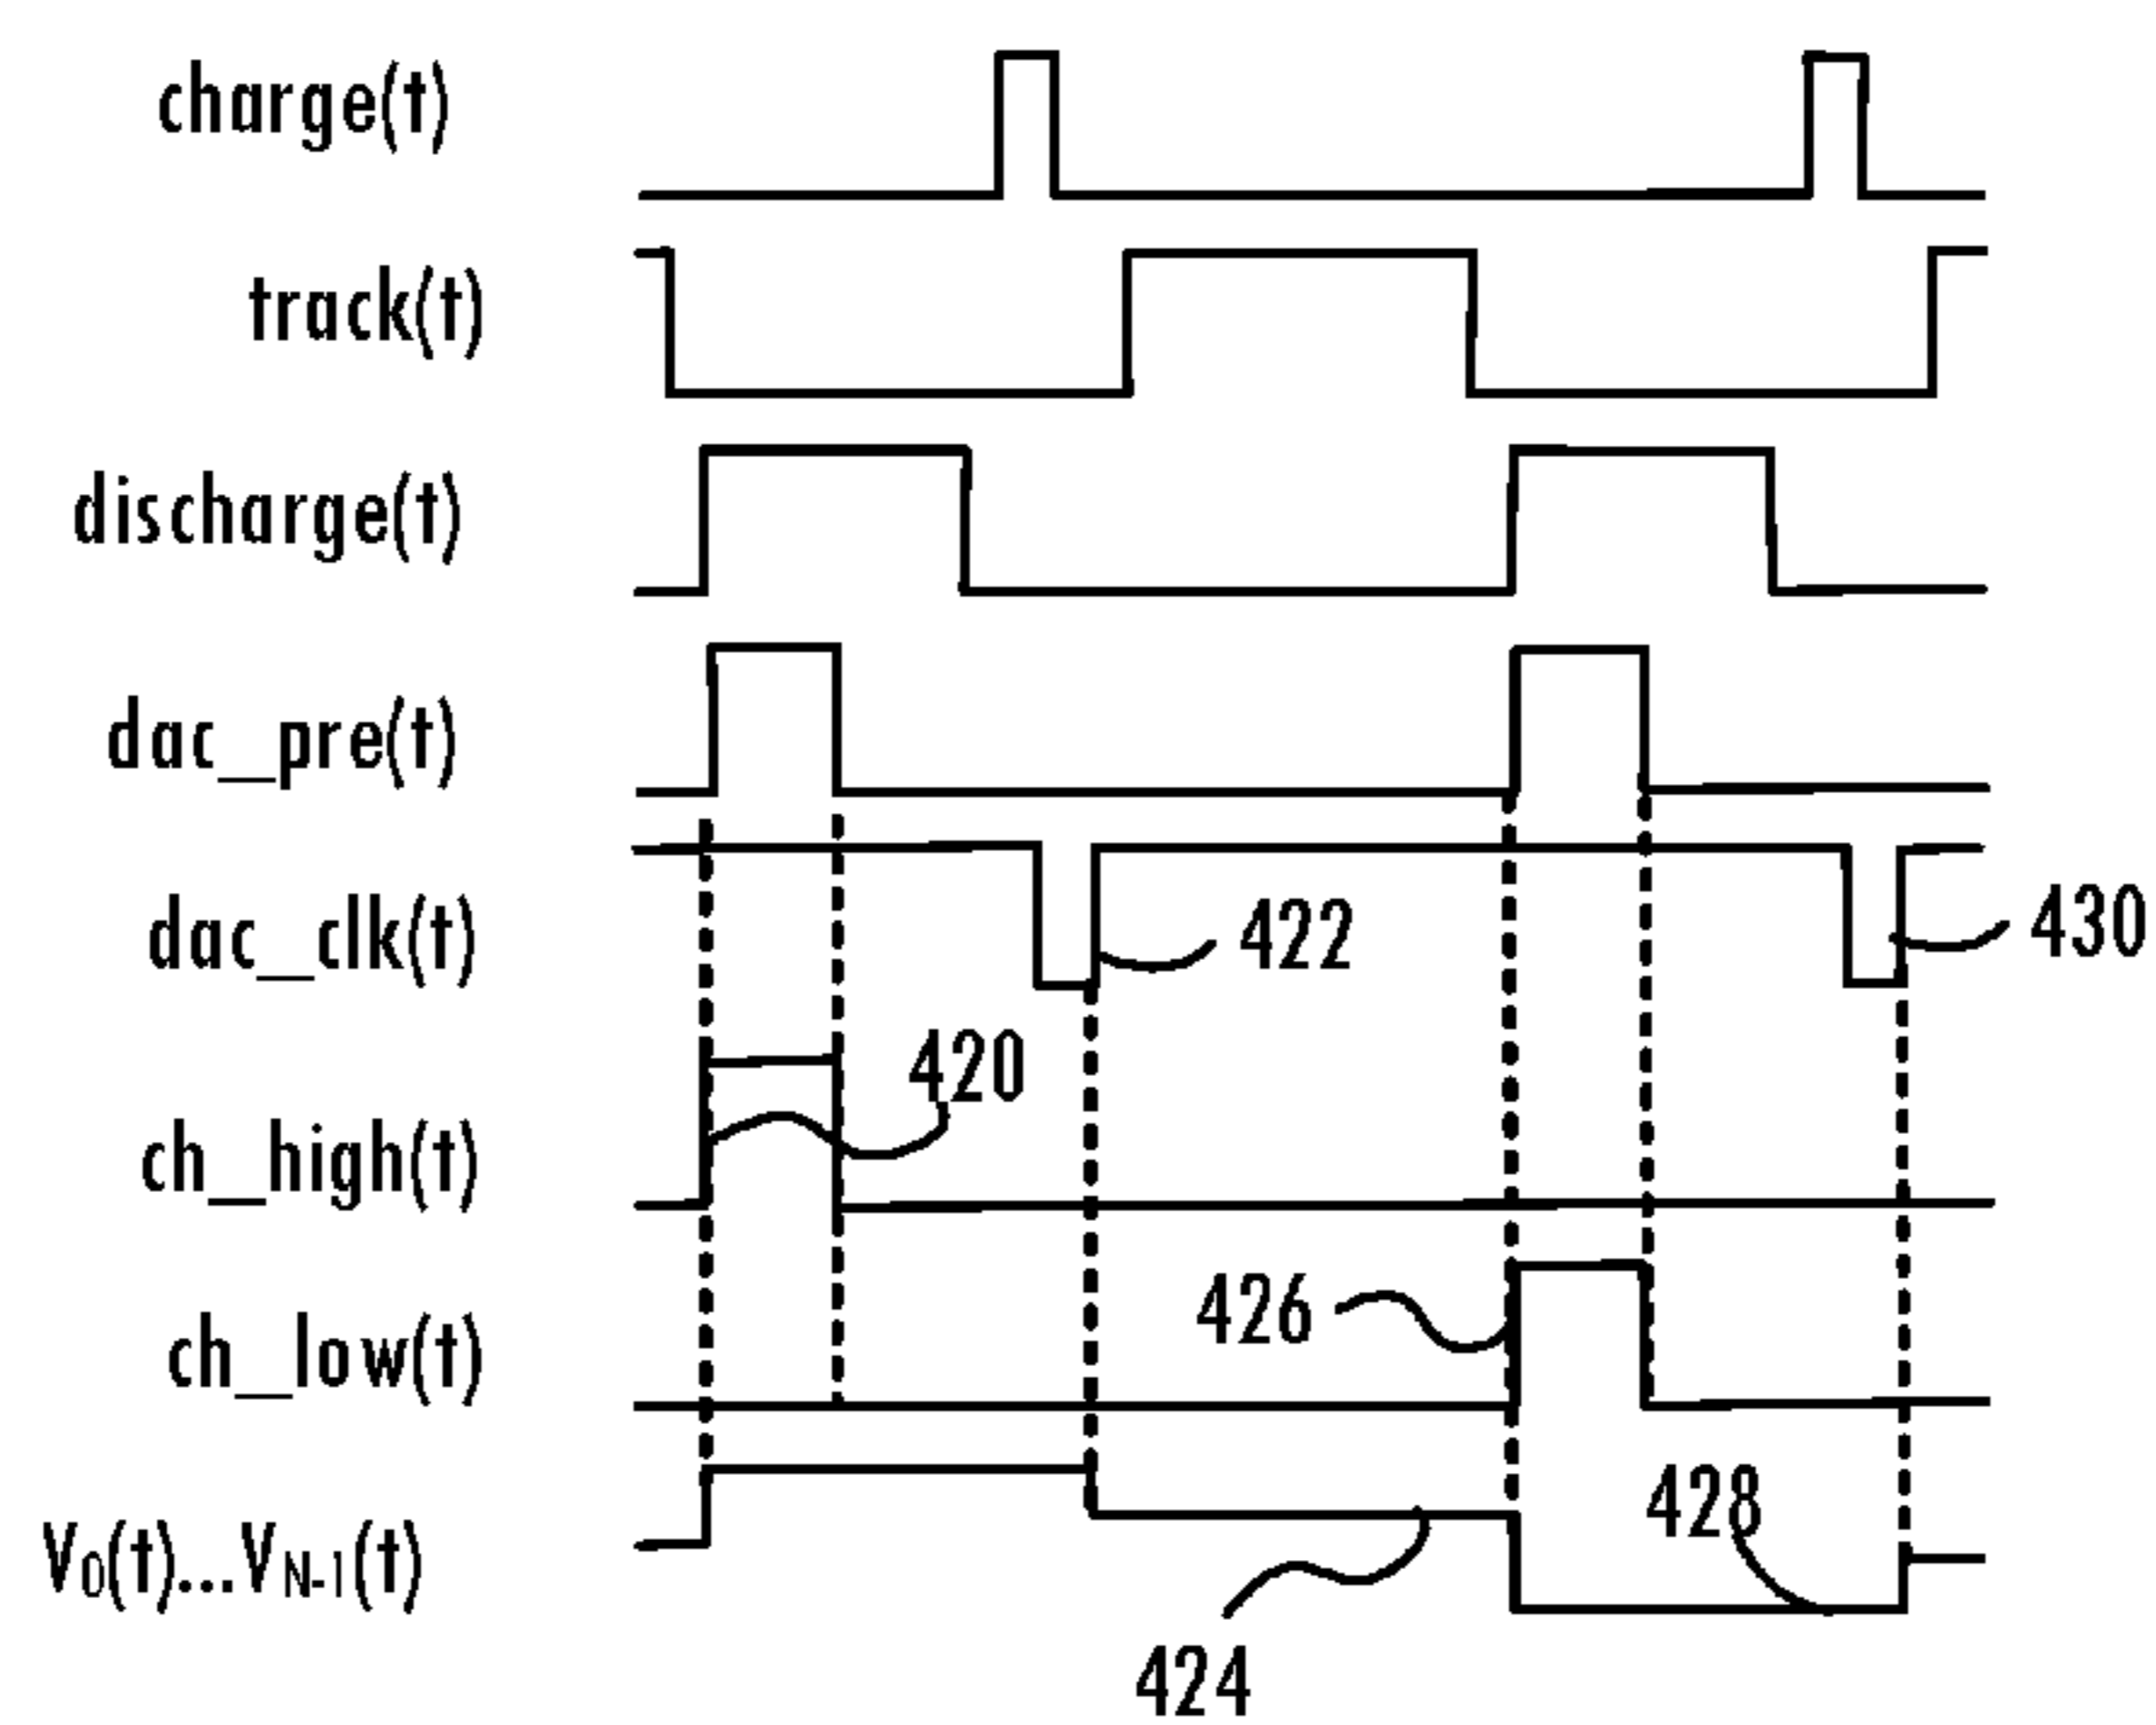 charge(t)
track(t)
discharge(t)
dac_pre(t)
dac_clk(t)
422
430
420
ch_high(t)
426
ch_low(t)
428
V0(t)...VN-1(t)
424